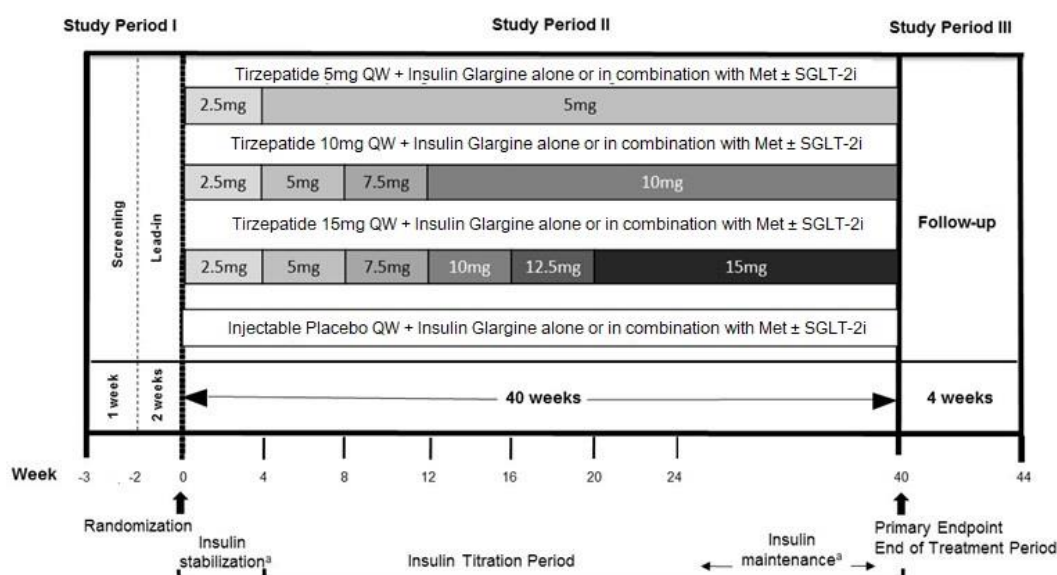 Study Period I Study Period II Study Period III
Tirzepatide 5mg QW + Insulin Glargine alone or in combination with Met ± SGLT-2i
2.5mg 5mg
Tirzepatide 10mg QW + Insulin Glargine alone or in combination with Met ± SGLT-2i
2.5mg 5mg 7.5mg 10mg
Tirzepatide 15mg QW + Insulin Glargine alone or in combination with Met ± SGLT-2i
2.5mg 5mg 7.5mg 10mg 12.5mg 15mg
Injectable Placebo QW + Insulin Glargine alone or in combination with Met ± SGLT-2i
Screening
Lead-in
Follow-up
1 week
2 weeks
40 weeks
4 weeks
Week -3 -2 0 4 8 12 16 20 24 40 44
Randomization
Insulin
stabilizationª
Insulin Titration Period
Insulin
maintenanceª
Primary Endpoint
End of Treatment Period